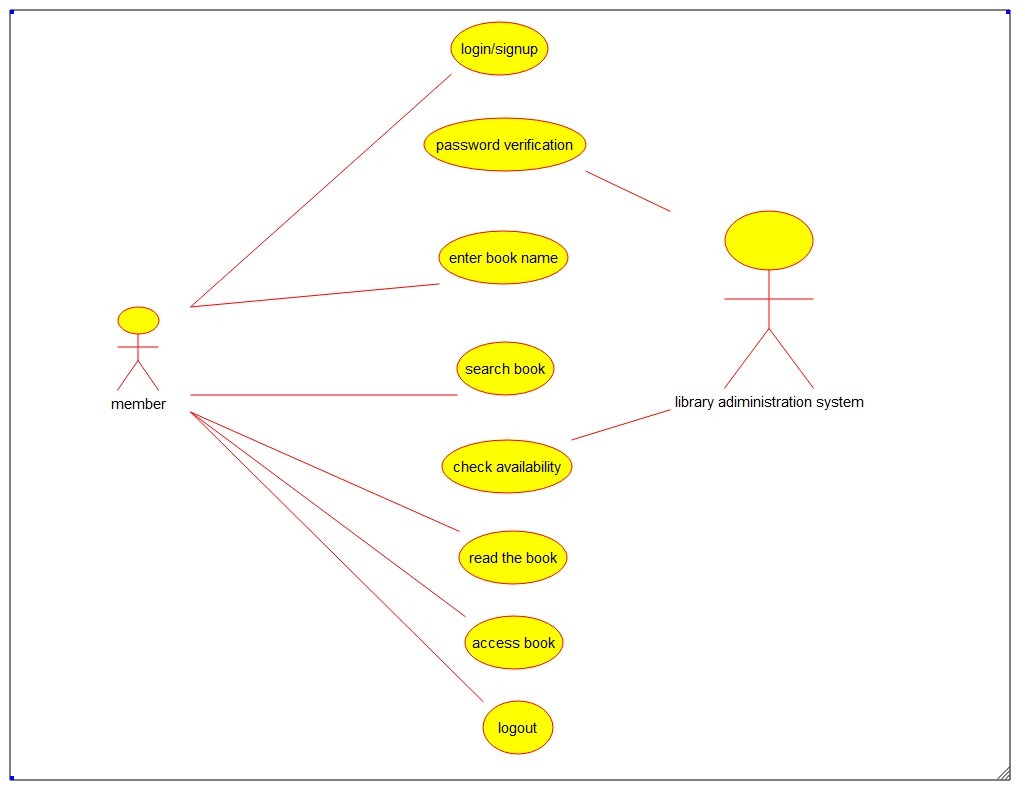 login/signup
password verification
enter book name
search book
member
library adiministration system
check availability
read the book
access book
logout